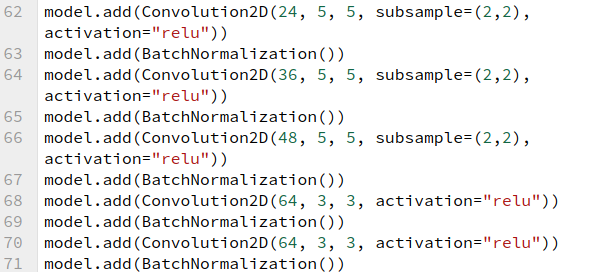 62 model.add(Convolution2D(24, 5, 5, subsample=(2,2),
activation="relu"))
63 model.add(BatchNormalization())
64 model.add(Convolution2D(36, 5, 5, subsample=(2,2),
activation="relu"))
65 model.add(BatchNormalization())
66 model.add(Convolution2D(48, 5, 5, subsample=(2,2),
activation="relu"))
67 model.add(BatchNormalization())
68 model.add(Convolution2D(64, 3, 3, activation="relu"))
69 model.add(BatchNormalization())
70 model.add(Convolution2D(64, 3, 3, activation="relu"))
71 model.add(BatchNormalization())